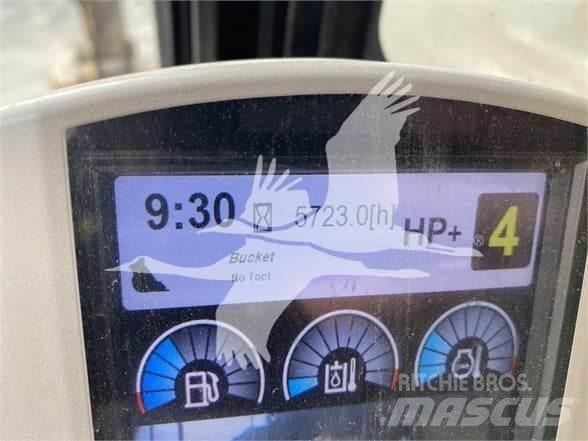 9:30 5723.0[h] HP+ ® 4
Bucket
No Tool
RITCHIE BROS.
MASCUS